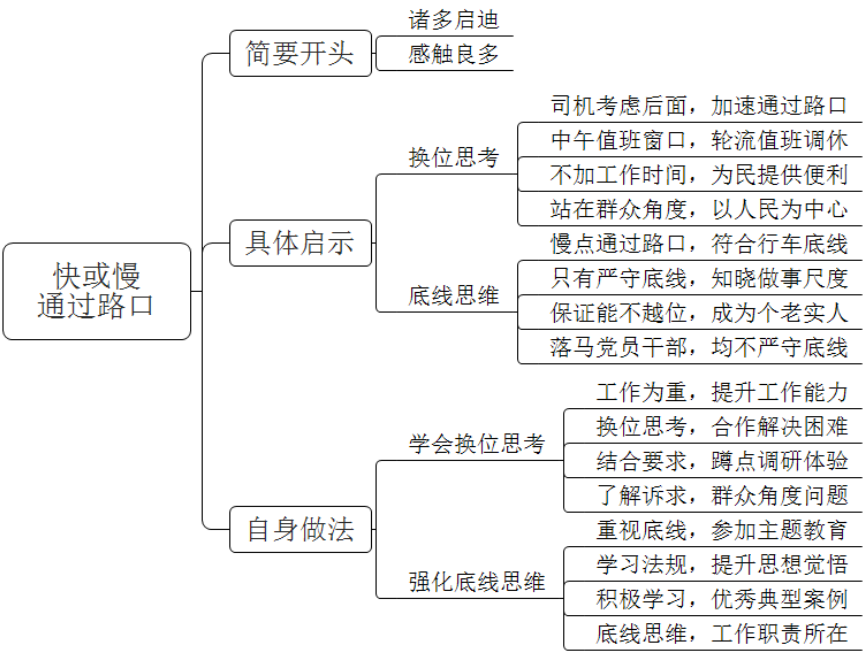 快或慢
通过路口
简要开头
诸多启迪
感触良多
具体启示
换位思考
司机考虑后面，加速通过路口
中午值班窗口，轮流值班调休
不加工作时间，为民提供便利
站在群众角度，以人民为中心
底线思维
慢点通过路口，符合行车底线
只有严守底线，知晓做事尺度
保证能不越位，成为个老实人
落马党员干部，均不严守底线
自身做法
学会换位思考
工作为重，提升工作能力
换位思考，合作解决困难
结合要求，蹲点调研体验
了解诉求，群众角度问题
强化底线思维
重视底线，参加主题教育
学习法规，提升思想觉悟
积极学习，优秀典型案例
底线思维，工作职责所在